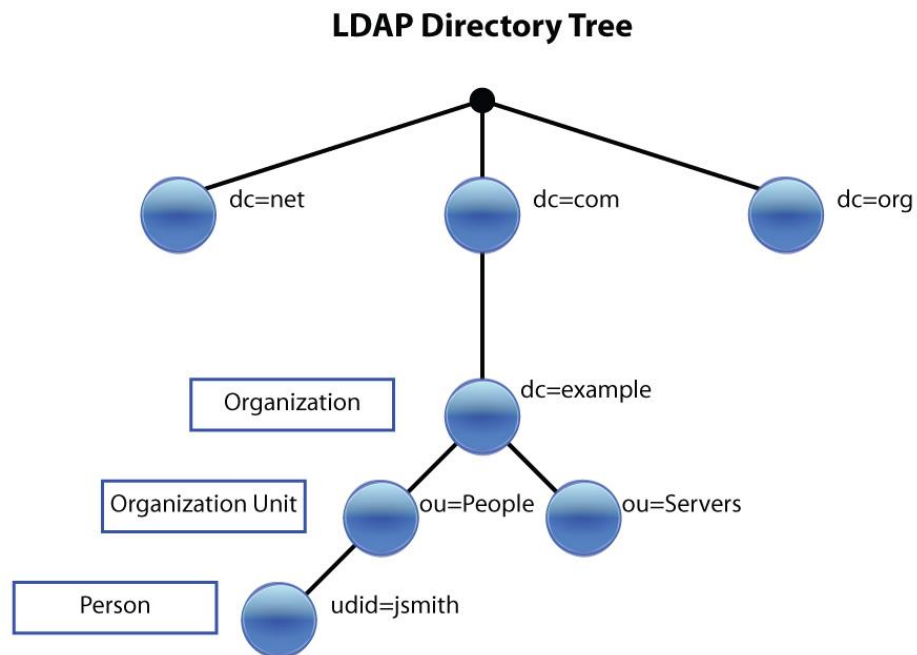 LDAP Directory Tree
dc=net
dc=com
dc=org
dc=example
Organization
Organization Unit
ou=People
ou=Servers
Person
udid=jsmith